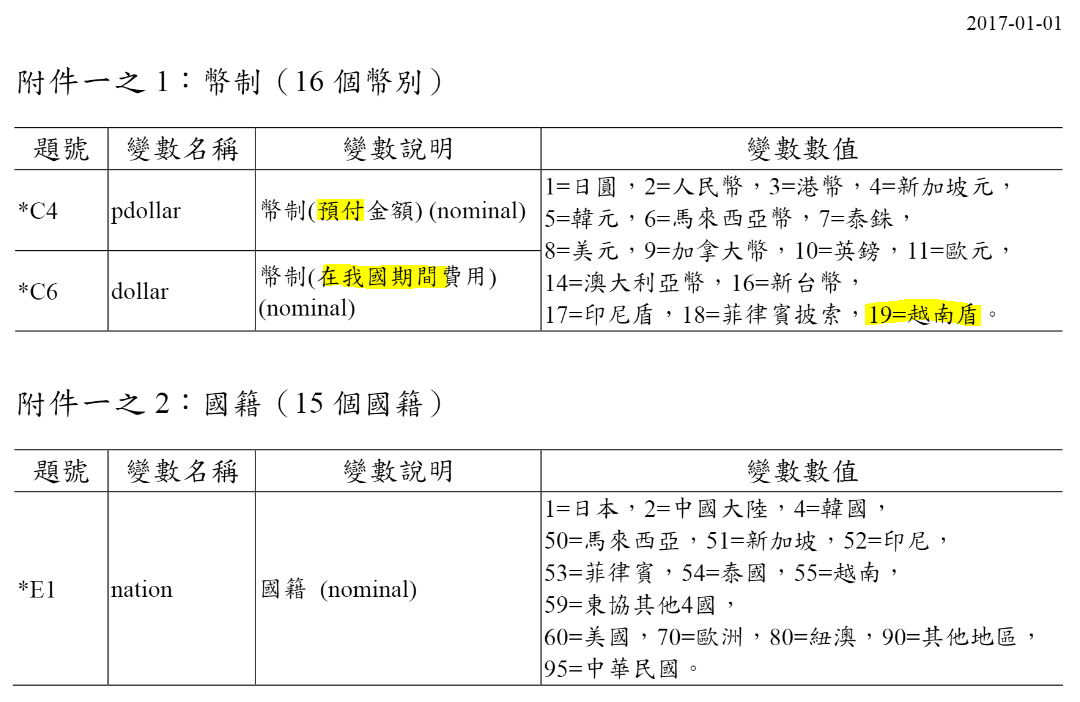 2017-01-01
附件一之 1：幣制（16 個幣別）
題號 變數名稱 變數說明 變數數值
*C4 pdollar 幣制(預付金額) (nominal)
*C6 dollar 幣制(在我國期間費用)
(nominal)
1=日圓，2=人民幣，3=港幣，4=新加坡元，
5=韓元，6=馬來西亞幣，7=泰銖，
8=美元，9=加拿大幣，10=英鎊，11=歐元，
14=澳大利亞幣，16=新台幣，
17=印尼盾，18=菲律賓披索，19=越南盾。
附件一之 2：國籍（15 個國籍）
題號 變數名稱 變數說明 變數數值
*E1 nation 國籍 (nominal)
1=日本，2=中國大陸，4=韓國，
50=馬來西亞，51=新加坡，52=印尼，
53=菲律賓，54=泰國，55=越南，
59=東協其他4國，
60=美國，70=歐洲，80=紐澳，90=其他地區，
95=中華民國。